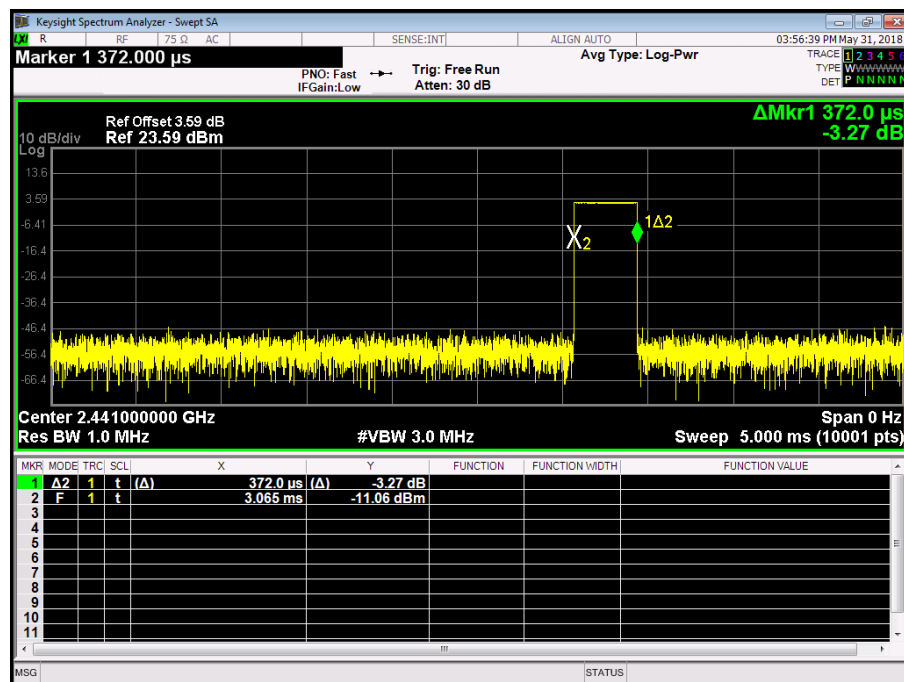 Keysight Spectrum Analyzer - Swept SA
LXI R RF 75 Ω AC SENSE:INT ALIGN AUTO 03:56:39 PM May 31, 2018
Marker 1 372.000 µs
PNO: Fast
IFGain:Low
Trig: Free Run
Atten: 30 dB
Avg Type: Log-Pwr
TRACE 1 2 3 4 5 6
TYPE WWWWWW
DET P N N N N N
ΔMkr1 372.0 µs
-3.27 dB
Ref Offset 3.59 dB
10 dB/div Ref 23.59 dBm
Log
13.6
3.59
-6.41
-16.4
-26.4
-36.4
-46.4
-56.4
-66.4
2
1Δ2
Center 2.441000000 GHz Span 0 Hz
Res BW 1.0 MHz #VBW 3.0 MHz Sweep 5.000 ms (10001 pts)
MKR MODE TRC SCL X Y FUNCTION FUNCTION WIDTH FUNCTION VALUE
1 Δ2 1 t (Δ) 372.0 µs (Δ) -3.27 dB
2 F 1 t 3.065 ms -11.06 dBm
3
4
5
6
7
8
9
10
11
MSG STATUS